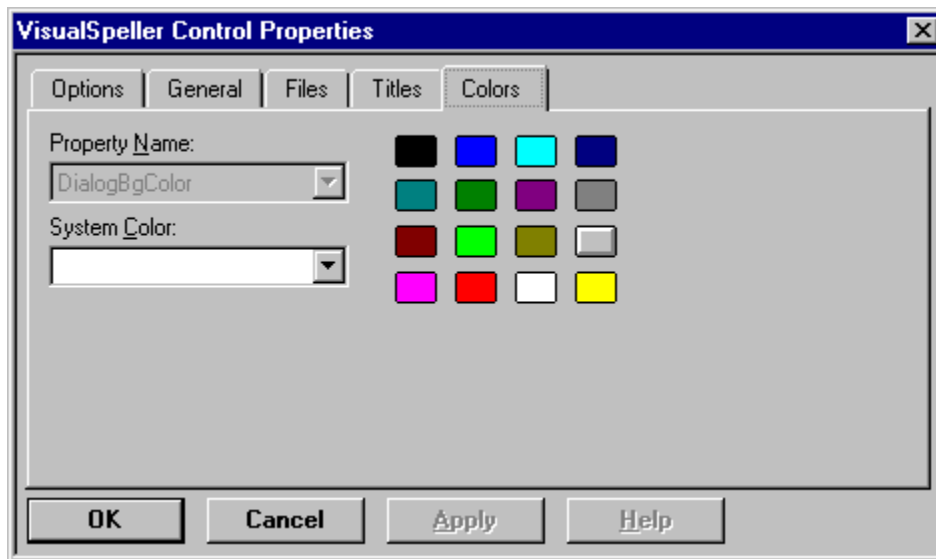 VisualSpeller Control Properties
Options General Files Titles Colors
Property Name:
DialogBgColor
System Color:
OK Cancel Apply Help